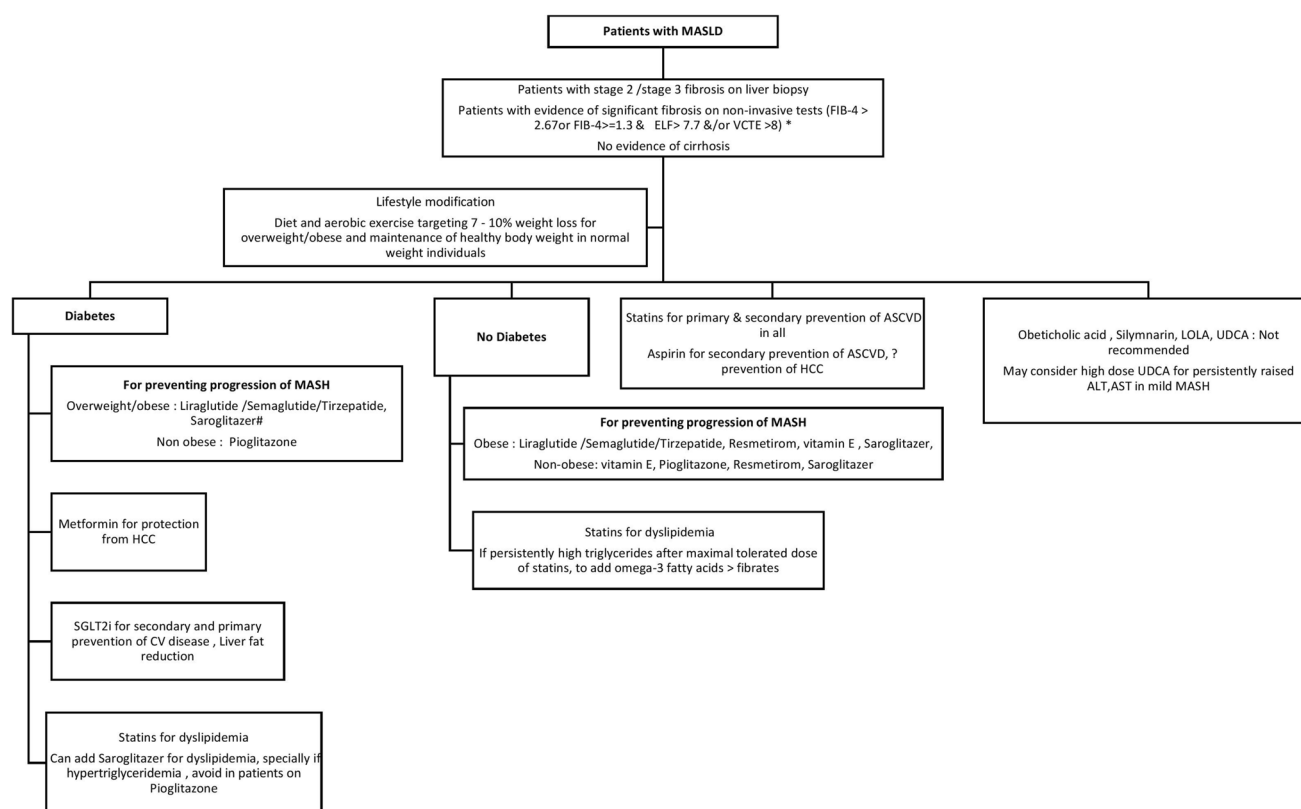 Patients with MASLD
Patients with stage 2 /stage 3 fibrosis on liver biopsy
Patients with evidence of significant fibrosis on non-invasive tests (FIB-4 >
2.67or FIB-4>=1.3 & ELF> 7.7 &/or VCTE >8) *
No evidence of cirrhosis
Lifestyle modification
Diet and aerobic exercise targeting 7 - 10% weight loss for
overweight/obese and maintenance of healthy body weight in normal
weight individuals
Diabetes
For preventing progression of MASH
Overweight/obese : Liraglutide /Semaglutide/Tirzepatide,
Saroglitazer#
Non obese : Pioglitazone
Metformin for protection
from HCC
SGLT2i for secondary and primary
prevention of CV disease , Liver fat
reduction
Statins for dyslipidemia
Can add Saroglitazer for dyslipidemia, specially if
hypertriglyceridemia , avoid in patients on
Pioglitazone
No Diabetes
For preventing progression of MASH
Obese : Liraglutide /Semaglutide/Tirzepatide, Resmetirom, vitamin E , Saroglitazer,
Non-obese: vitamin E, Pioglitazone, Resmetirom, Saroglitazer
Statins for dyslipidemia
If persistently high triglycerides after maximal tolerated dose
of statins, to add omega-3 fatty acids > fibrates
Statins for primary & secondary prevention of ASCVD
in all
Aspirin for secondary prevention of ASCVD, ?
prevention of HCC
Obeticholic acid , Silymnarin, LOLA, UDCA : Not
recommended
May consider high dose UDCA for persistently raised
ALT,AST in mild MASH